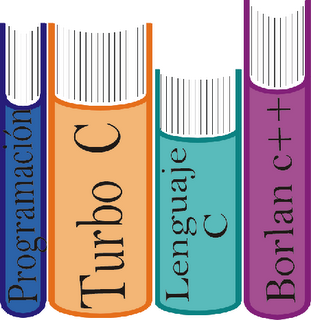 Programación
Turbo C
Lenguaje
C
Borlan c++